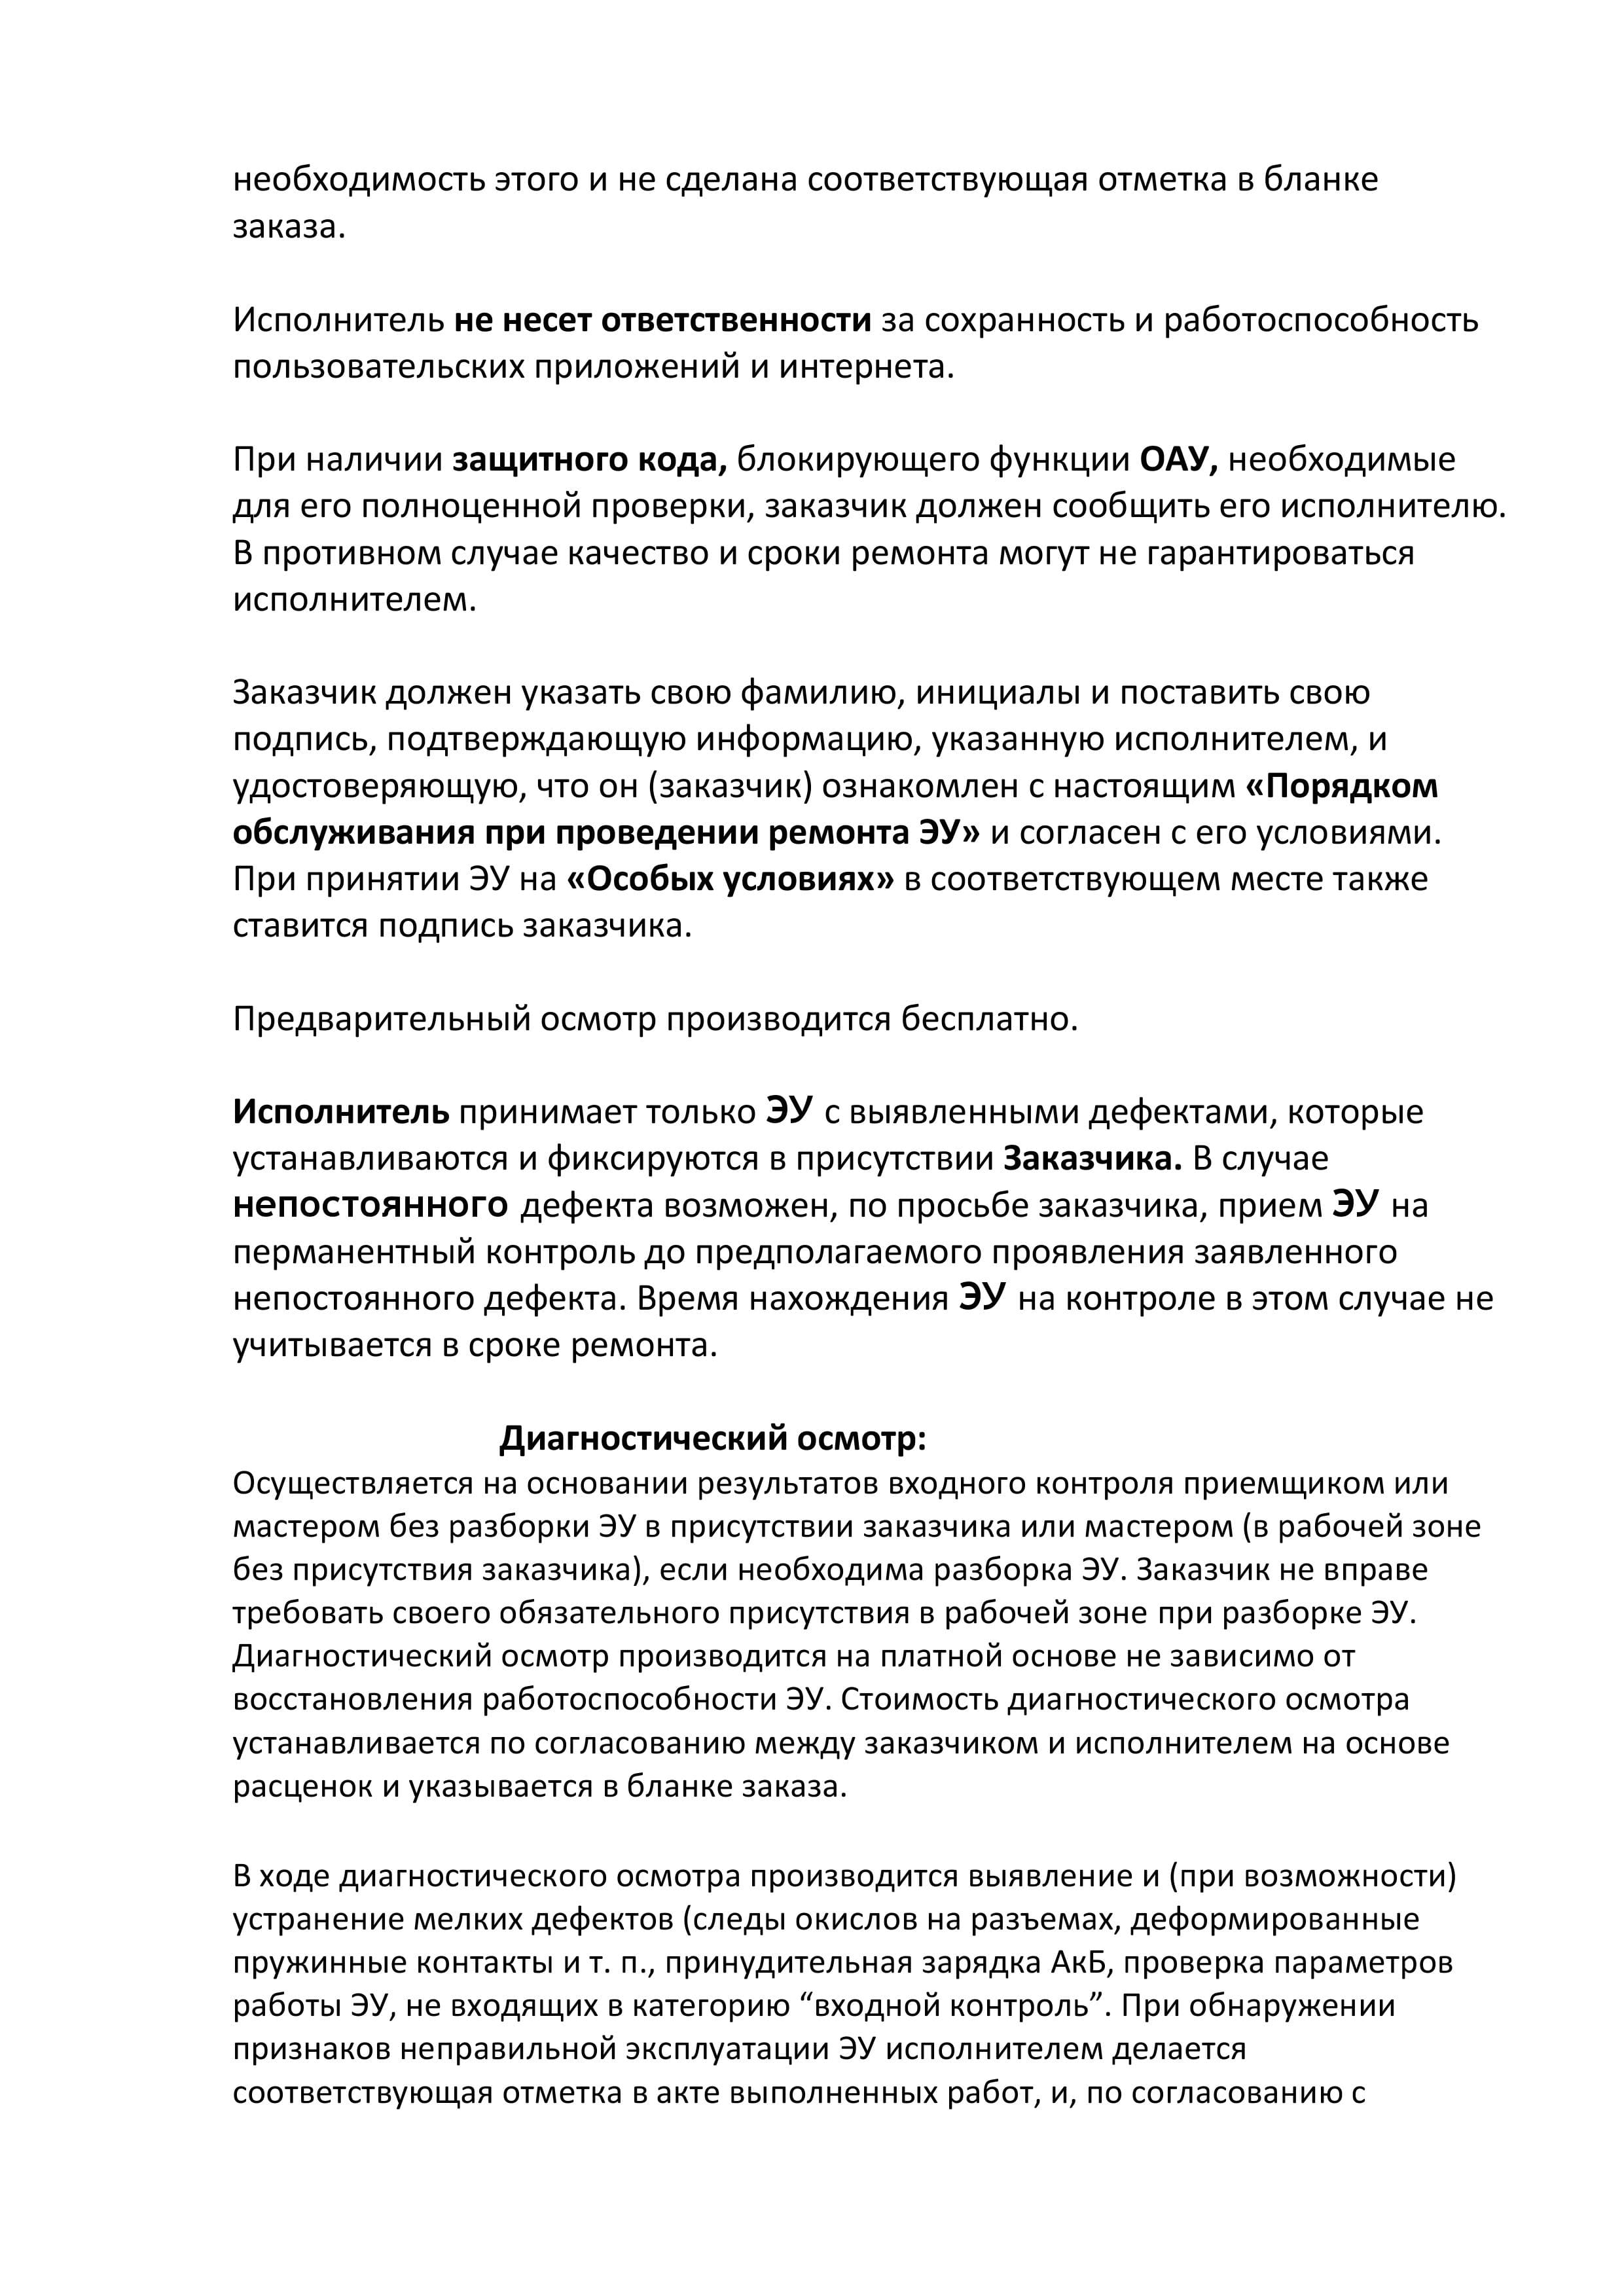 необходимость этого и не сделана соответствующая отметка в бланке
заказа.
Исполнитель не несет ответственности за сохранность и работоспособность
пользовательских приложений и интернета.
При наличии защитного кода, блокирующего функции ОАУ, необходимые
для его полноценной проверки, заказчик должен сообщить его исполнителю.
В противном случае качество и сроки ремонта могут не гарантироваться
исполнителем.
Заказчик должен указать свою фамилию, инициалы и поставить свою
подпись, подтверждающую информацию, указанную исполнителем, и
удостоверяющую, что он (заказчик) ознакомлен с настоящим «Порядком
обслуживания при проведении ремонта ЭУ» и согласен с его условиями.
При принятии ЭУ на «Особых условиях» в соответствующем месте также
ставится подпись заказчика.
Предварительный осмотр производится бесплатно.
Исполнитель принимает только ЭУ с выявленными дефектами, которые
устанавливаются и фиксируются в присутствии Заказчика. В случае
непостоянного дефекта возможен, по просьбе заказчика, прием ЭУ на
перманентный контроль до предполагаемого проявления заявленного
непостоянного дефекта. Время нахождения ЭУ на контроле в этом случае не
учитывается в сроке ремонта.
Диагностический осмотр:
Осуществляется на основании результатов входного контроля приемщиком или
мастером без разборки ЭУ в присутствии заказчика или мастером (в рабочей зоне
без присутствия заказчика), если необходима разборка ЭУ. Заказчик не вправе
требовать своего обязательного присутствия в рабочей зоне при разборке ЭУ.
Диагностический осмотр производится на платной основе не зависимо от
восстановления работоспособности ЭУ. Стоимость диагностического осмотра
устанавливается по согласованию между заказчиком и исполнителем на основе
расценок и указывается в бланке заказа.
В ходе диагностического осмотра производится выявление и (при возможности)
устранение мелких дефектов (следы окислов на разъемах, деформированные
пружинные контакты и т. п., принудительная зарядка АкБ, проверка параметров
работы ЭУ, не входящих в категорию “входной контроль”. При обнаружении
признаков неправильной эксплуатации ЭУ исполнителем делается
соответствующая отметка в акте выполненных работ, и, по согласованию с